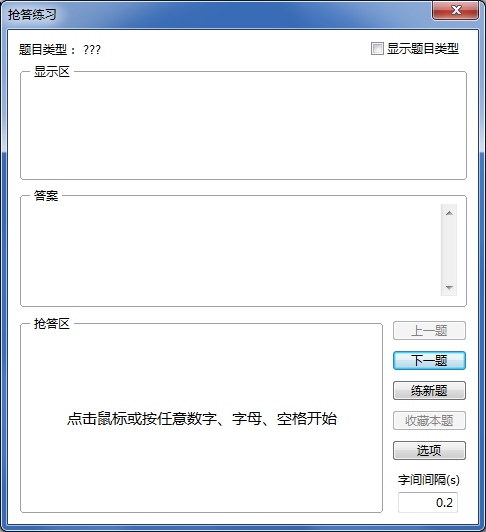 抢答练习
题目类型： ???
显示题目类型
显示区
答案
抢答区
点击鼠标或按任意数字、字母、空格开始
上一题
下一题
练新题
收藏本题
选项
字间间隔(s)
0.2